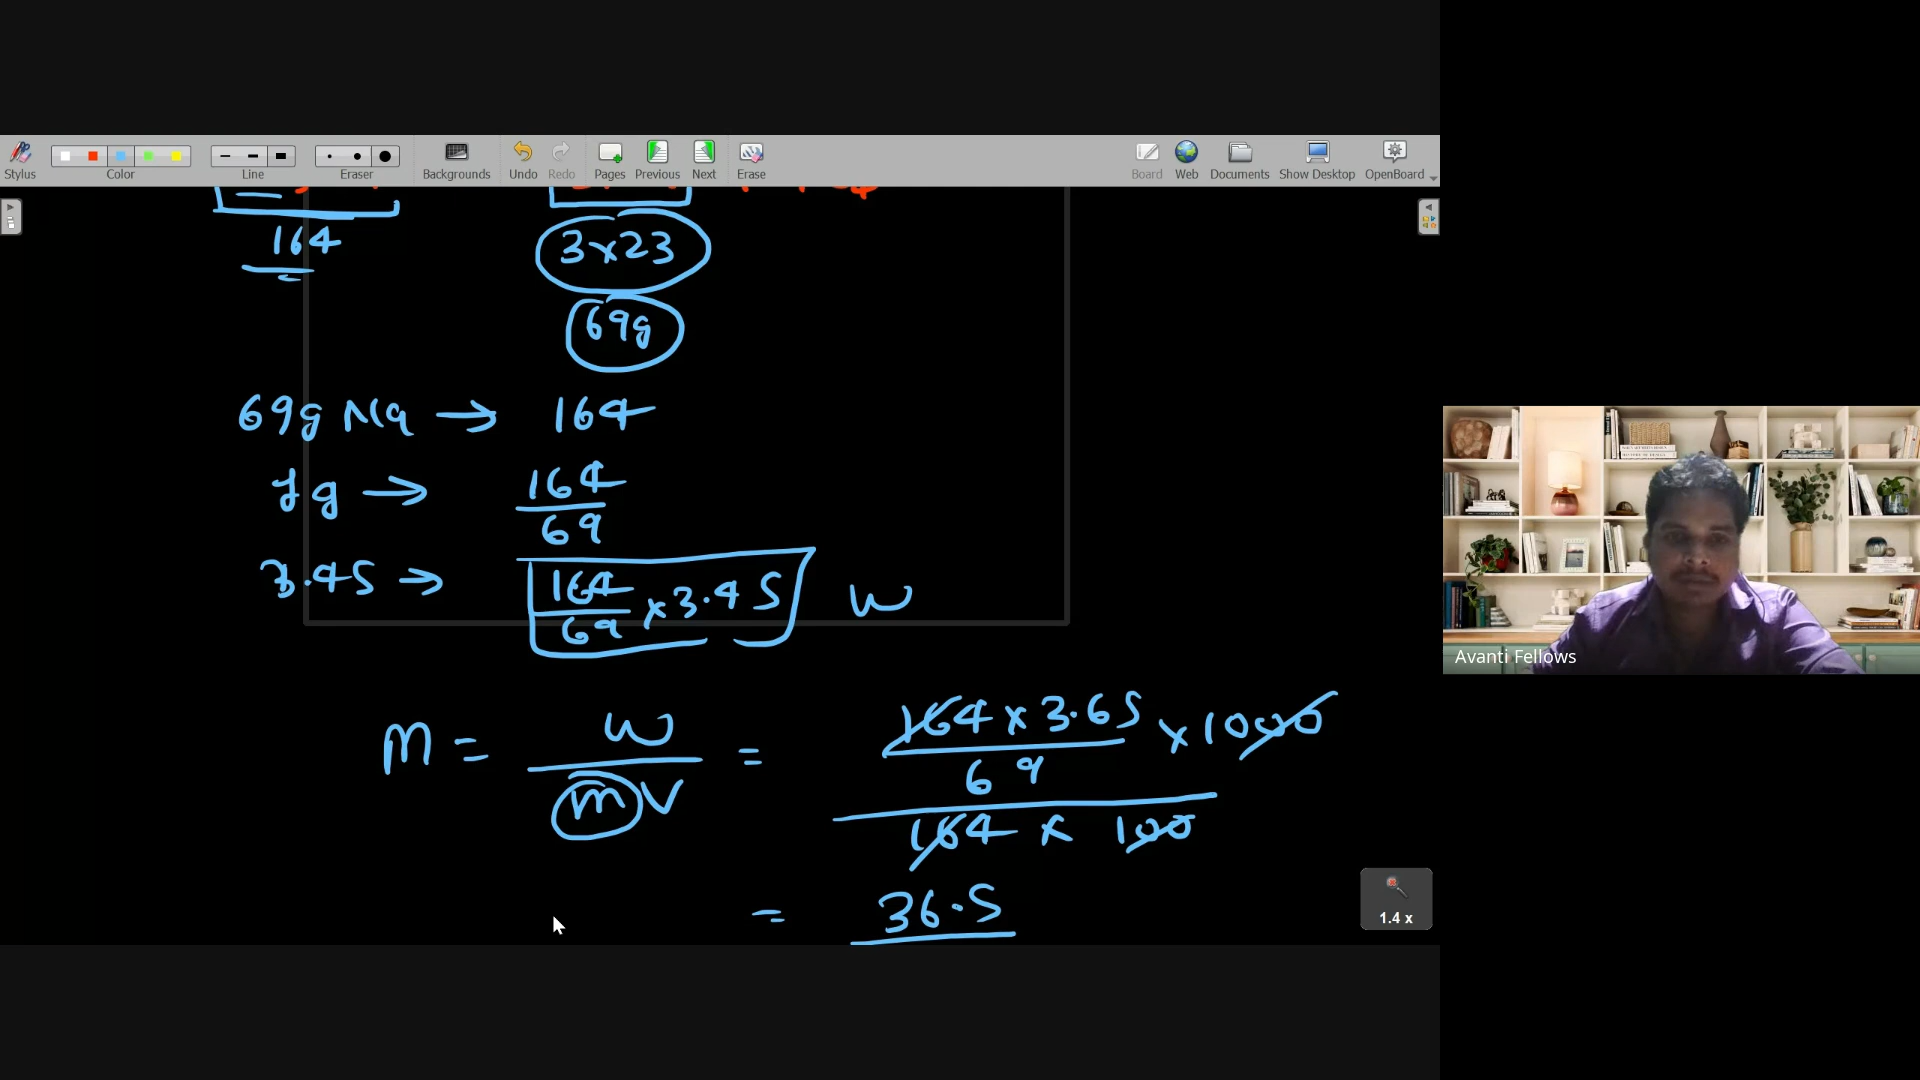 Stylus Color Line Eraser Backgrounds Undo Redo Pages Previous Next Erase Board Web Documents Show Desktop OpenBoard
164
3x23
69g
69g Na → 164
1g → 164/69
3.45 → 164/69 x 3.45 W
M = W/mV = 164 x 3.65/69 x 1000 / 164 x 100
= 36.5
1.4 x
Avanti Fellows